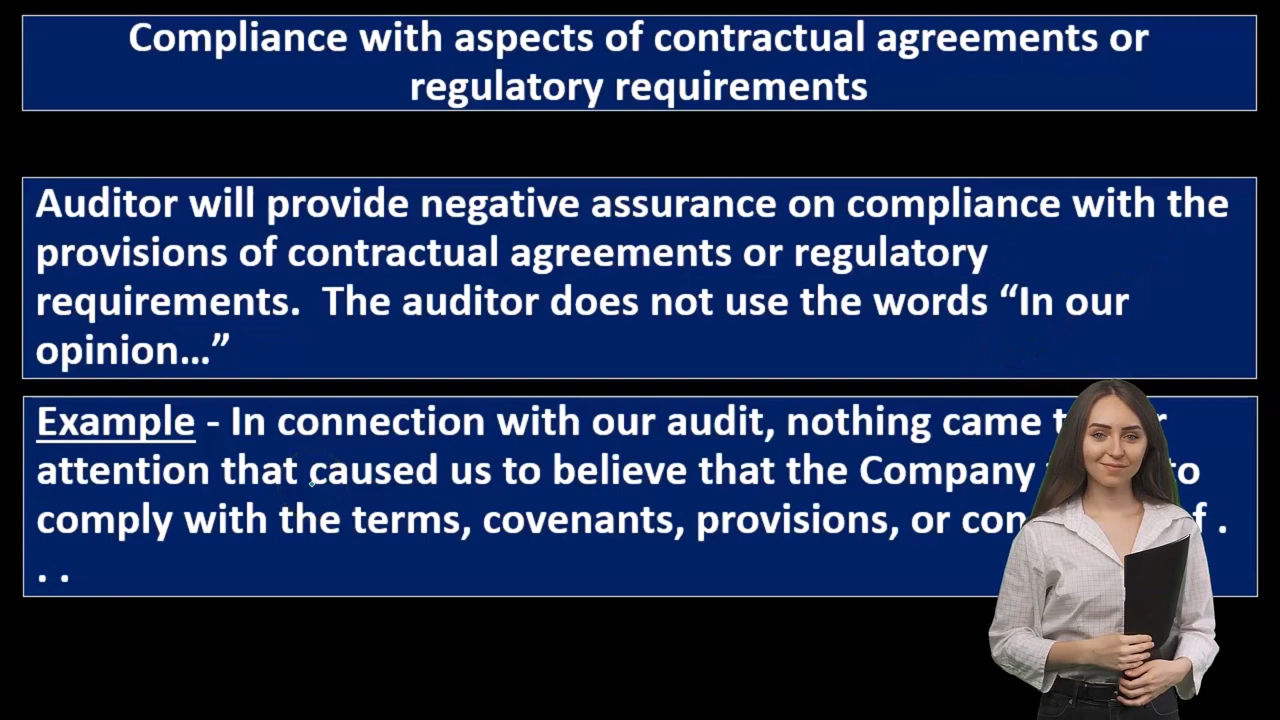 Compliance with aspects of contractual agreements or
regulatory requirements
Auditor will provide negative assurance on compliance with the
provisions of contractual agreements or regulatory
requirements.  The auditor does not use the words “In our
opinion…”
Example - In connection with our audit, nothing came
attention that caused us to believe that the Company to
comply with the terms, covenants, provisions, or .
. .